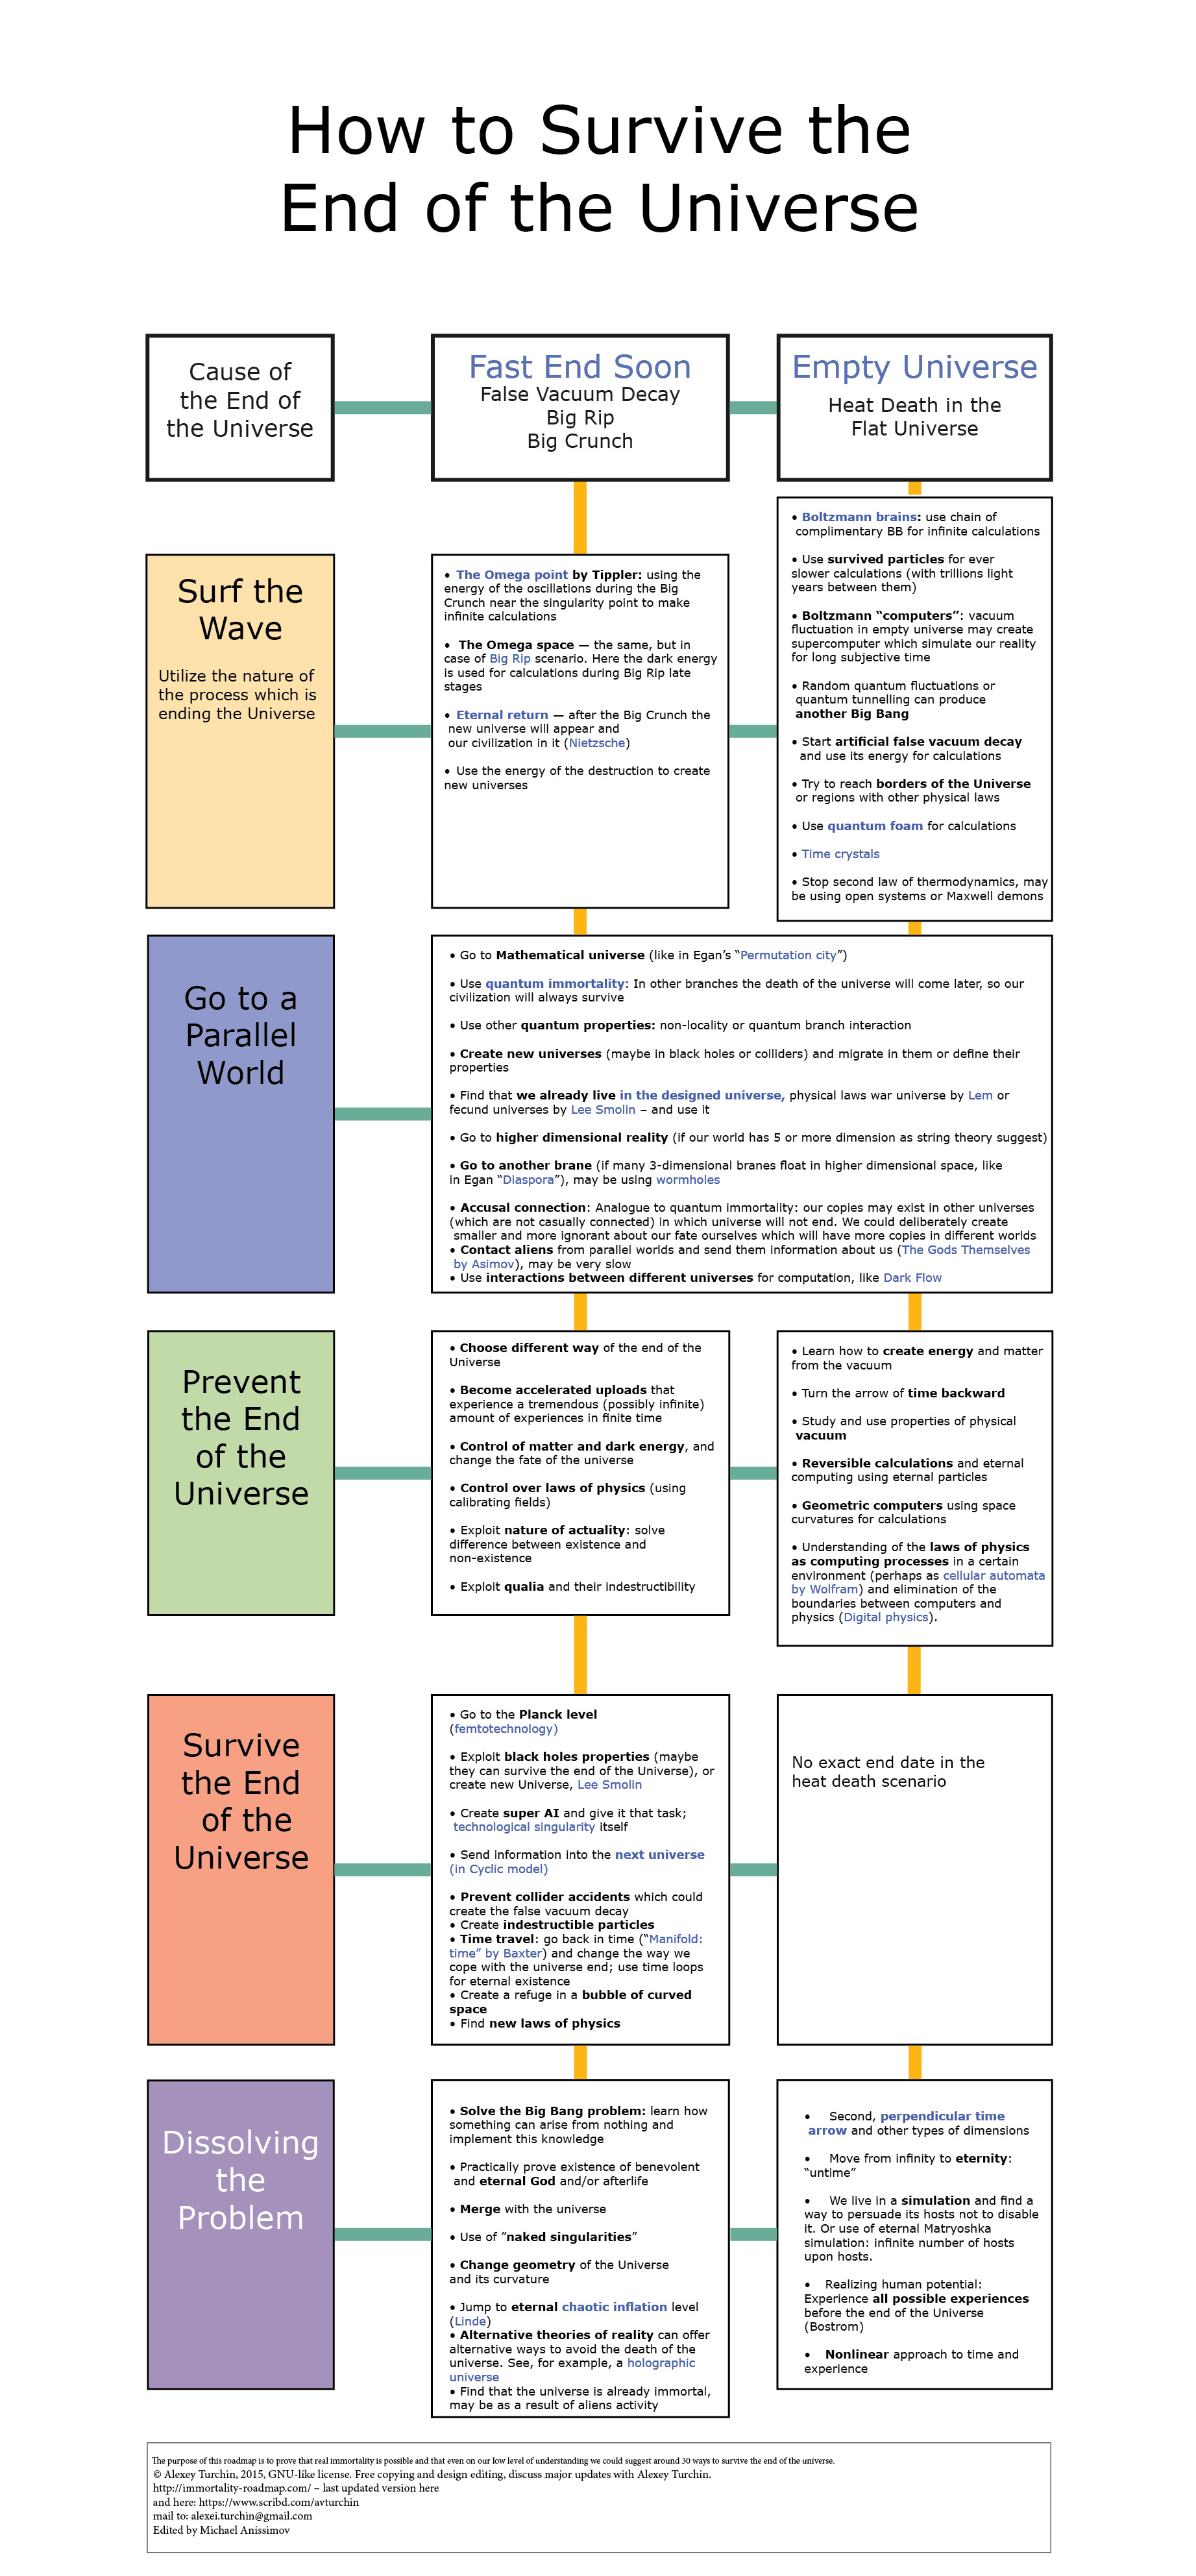 How to Survive the
End of the Universe
Cause of
the End of
the Universe
Fast End Soon
False Vacuum Decay
Big Rip
Big Crunch
Empty Universe
Heat Death in the
Flat Universe
Surf the
Wave
Utilize the nature of
the process which is
ending the Universe
• The Omega point by Tippler: using the
energy of the oscillations during the Big
Crunch near the singularity point to make
infinite calculations
• The Omega space — the same, but in
case of Big Rip scenario. Here the dark energy
is used for calculations during Big Rip late
stages
• Eternal return — after the Big Crunch the
new universe will appear and
our civilization in it (Nietzsche)
• Use the energy of the destruction to create
new universes
• Boltzmann brains: use chain of
complimentary BB for infinite calculations
• Use survived particles for ever
slower calculations (with trillions light
years between them)
• Boltzmann “computers”: vacuum
fluctuation in empty universe may create
supercomputer which simulate our reality
for long subjective time
• Random quantum fluctuations or
quantum tunnelling can produce
another Big Bang
• Start artificial false vacuum decay
and use its energy for calculations
• Try to reach borders of the Universe
or regions with other physical laws
• Use quantum foam for calculations
• Time crystals
• Stop second law of thermodynamics, may
be using open systems or Maxwell demons
Go to a
Parallel
World
• Go to Mathematical universe (like in Egan’s “Permutation city”)
• Use quantum immortality: In other branches the death of the universe will come later, so our
civilization will always survive
• Use other quantum properties: non-locality or quantum branch interaction
• Create new universes (maybe in black holes or colliders) and migrate in them or define their
properties
• Find that we already live in the designed universe, physical laws war universe by Lem or
fecund universes by Lee Smolin – and use it
• Go to higher dimensional reality (if our world has 5 or more dimension as string theory suggest)
• Go to another brane (if many 3-dimensional branes float in higher dimensional space, like
in Egan “Diaspora”), may be using wormholes
• Accusal connection: Analogue to quantum immortality: our copies may exist in other universes
(which are not casually connected) in which universe will not end. We could deliberately create
smaller and more ignorant about our fate ourselves which will have more copies in different worlds
• Contact aliens from parallel worlds and send them information about us (The Gods Themselves
by Asimov), may be very slow
• Use interactions between different universes for computation, like Dark Flow
Prevent
the End
of the
Universe
• Choose different way of the end of the
Universe
• Become accelerated uploads that
experience a tremendous (possibly infinite)
amount of experiences in finite time
• Control of matter and dark energy, and
change the fate of the universe
• Control over laws of physics (using
calibrating fields)
• Exploit nature of actuality: solve
difference between existence and
non-existence
• Exploit qualia and their indestructibility
• Learn how to create energy and matter
from the vacuum
• Turn the arrow of time backward
• Study and use properties of physical
vacuum
• Reversible calculations and eternal
computing using eternal particles
• Geometric computers using space
curvatures for calculations
• Understanding of the laws of physics
as computing processes in a certain
environment (perhaps as cellular automata
by Wolfram) and elimination of the
boundaries between computers and
physics (Digital physics).
Survive
the End
of the
Universe
• Go to the Planck level
(femtotechnology)
• Exploit black holes properties (maybe
they can survive the end of the Universe), or
create new Universe, Lee Smolin
• Create super AI and give it that task;
technological singularity itself
• Send information into the next universe
(in Cyclic model)
• Prevent collider accidents which could
create the false vacuum decay
• Create indestructible particles
• Time travel: go back in time (“Manifold:
time” by Baxter) and change the way we
cope with the universe end; use time loops
for eternal existence
• Create a refuge in a bubble of curved
space
• Find new laws of physics
No exact end date in the
heat death scenario
Dissolving
the
Problem
• Solve the Big Bang problem: learn how
something can arise from nothing and
implement this knowledge
• Practically prove existence of benevolent
and eternal God and/or afterlife
• Merge with the universe
• Use of ”naked singularities”
• Change geometry of the Universe
and its curvature
• Jump to eternal chaotic inflation level
(Linde)
• Alternative theories of reality can offer
alternative ways to avoid the death of the
universe. See, for example, a holographic
universe
• Find that the universe is already immortal,
may be as a result of aliens activity
• Second, perpendicular time
arrow and other types of dimensions
• Move from infinity to eternity:
“untime”
• We live in a simulation and find a
way to persuade its hosts not to disable
it. Or use of eternal Matryoshka
simulation: infinite number of hosts
upon hosts.
• Realizing human potential:
Experience all possible experiences
before the end of the Universe
(Bostrom)
• Nonlinear approach to time and
experience
The purpose of this roadmap is to prove that real immortality is possible and that even on our low level of understanding we could suggest around 30 ways to survive the end of the universe.
© Alexey Turchin, 2015, GNU-like license. Free copying and design editing, discuss major updates with Alexey Turchin.
http://immortality-roadmap.com/ – last updated version here
and here: https://www.scribd.com/avturchin
mail to: alexei.turchin@gmail.com
Edited by Michael Anissimov